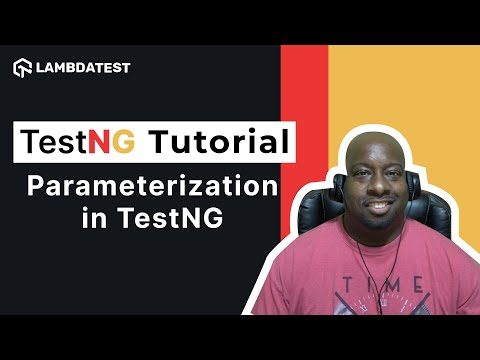 LAMBDATEST
TestNG Tutorial
Parameterization
in TestNG
TIME